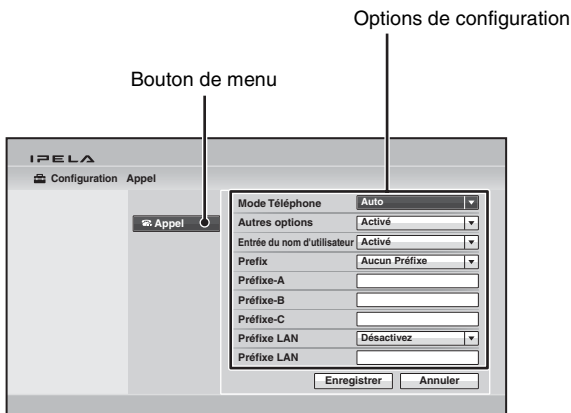 Options de configuration
Bouton de menu
IPELA
Configuration Appel
Appel
Mode Téléphone Auto
Autres options Activé
Entrée du nom d'utilisateur Activé
Prefix Aucun Préfixe
Préfixe-A
Préfixe-B
Préfixe-C
Préfixe LAN Désactivez
Préfixe LAN
Enregistrer Annuler